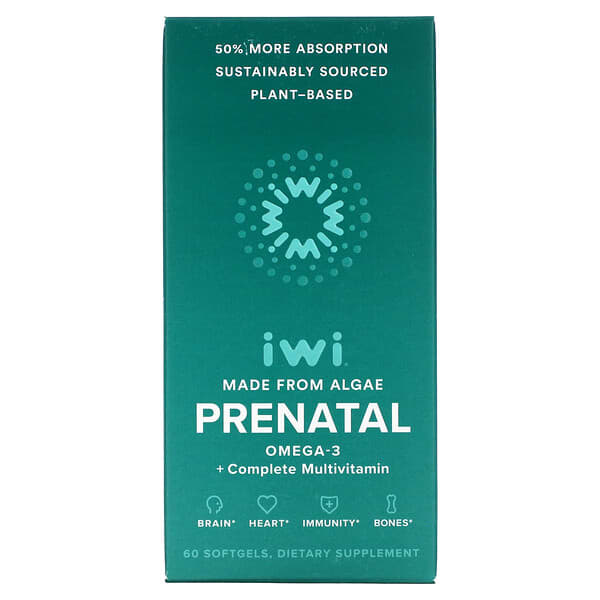 50% MORE ABSORPTION
SUSTAINABLY SOURCED
PLANT–BASED
iwi
MADE FROM ALGAE
PRENATAL
OMEGA-3
+ Complete Multivitamin
BRAIN* HEART* IMMUNITY* BONES*
60 SOFTGELS, DIETARY SUPPLEMENT